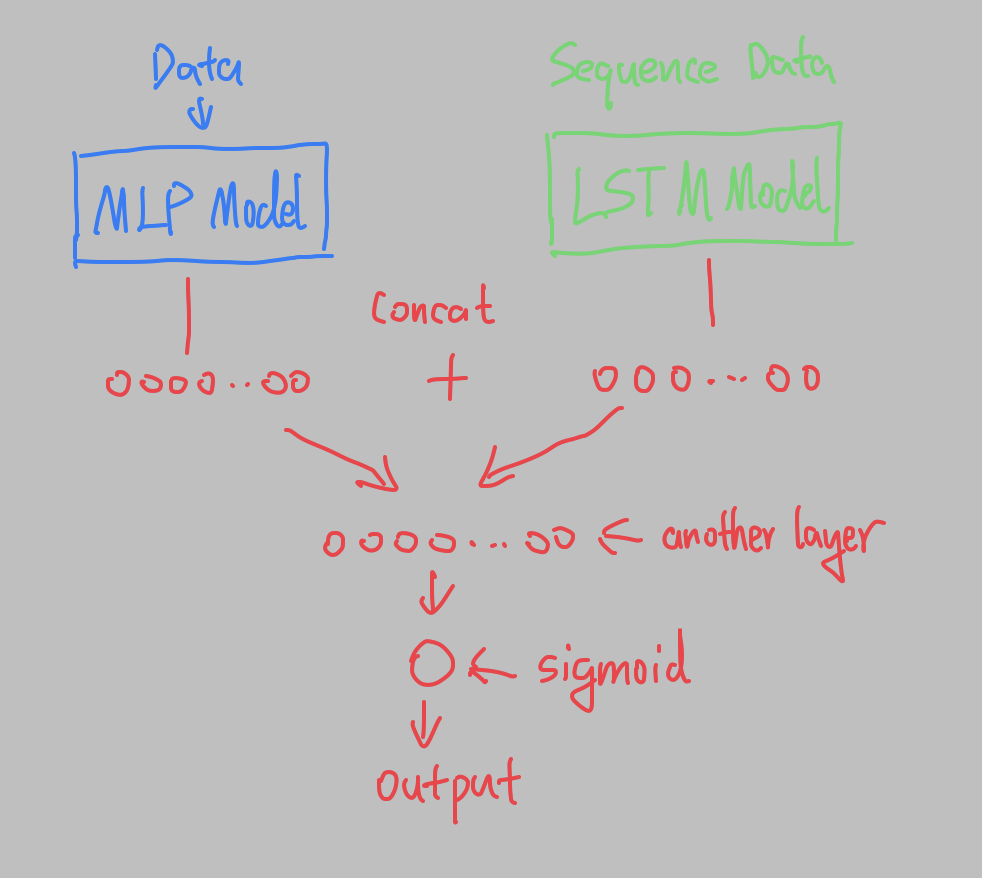 Data
Sequence Data
MLP Model
LSTM Model
Concat
+
another layer
sigmoid
output